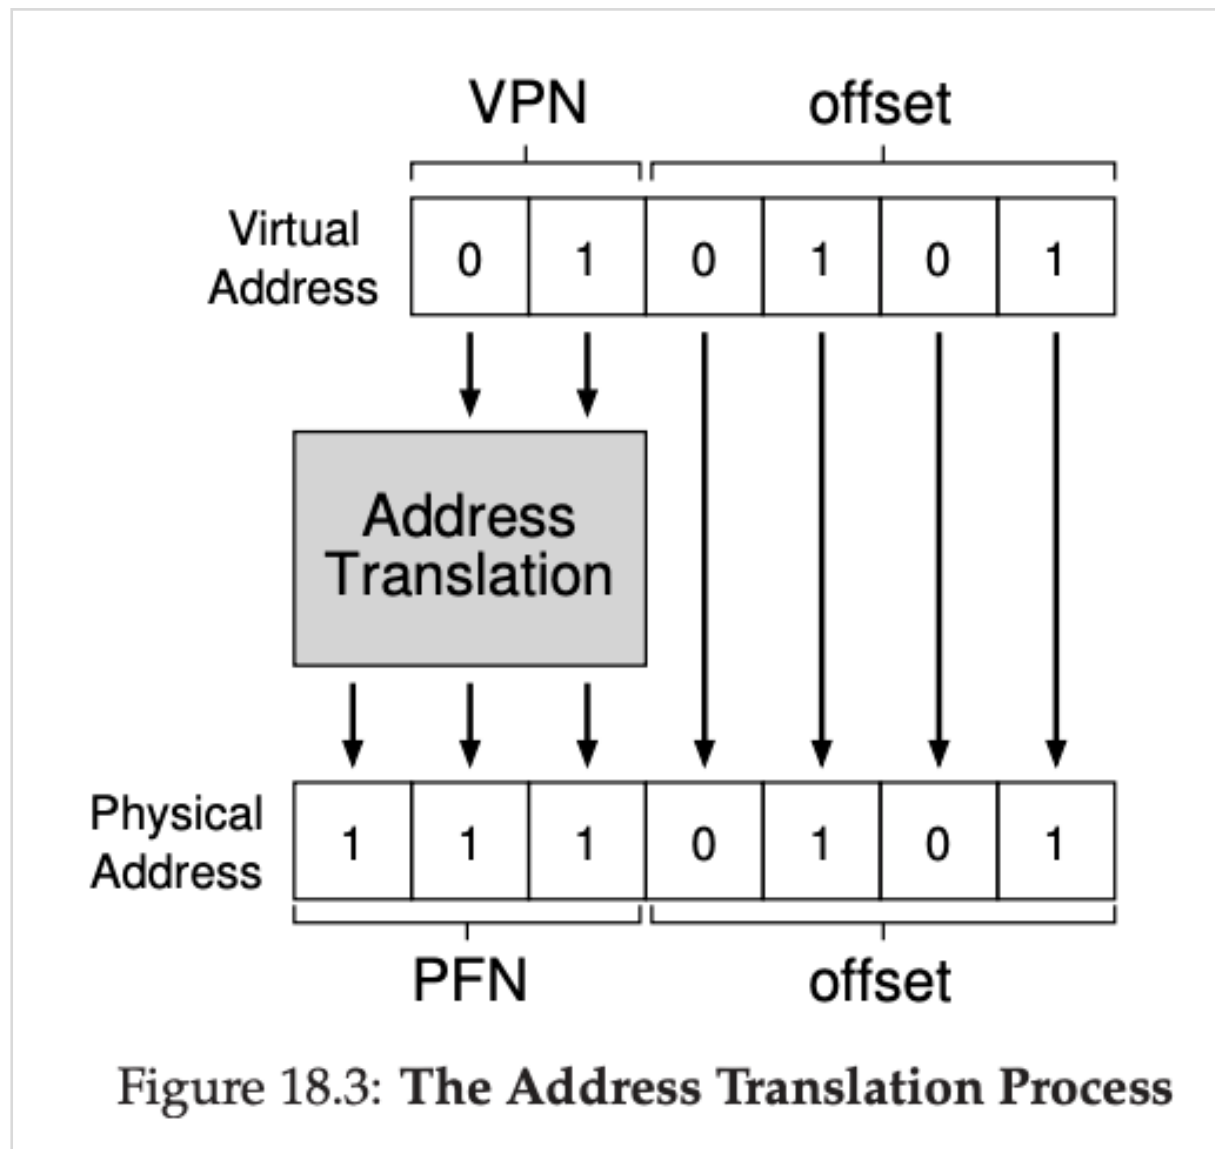 VPN offset
Virtual
Address
0 1 0 1 0 1
Address
Translation
Physical
Address
1 1 1 0 1 0 1
PFN offset
Figure 18.3: The Address Translation Process